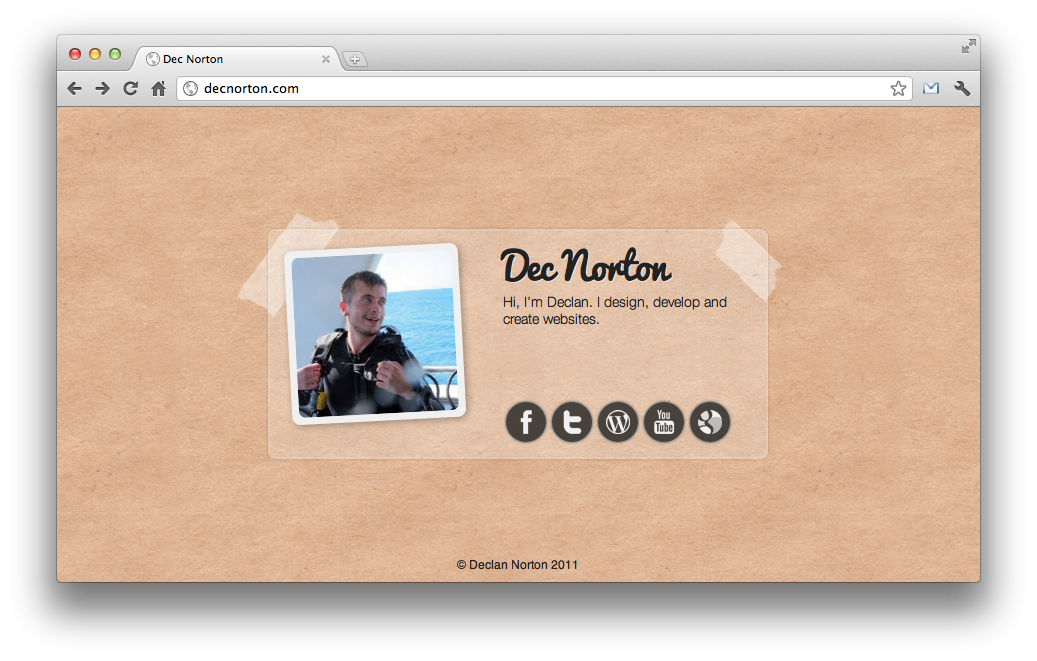 Dec Norton
decnorton.com
Dec Norton
Hi, I'm Declan. I design, develop and
create websites.
f t W You Tube g
© Declan Norton 2011